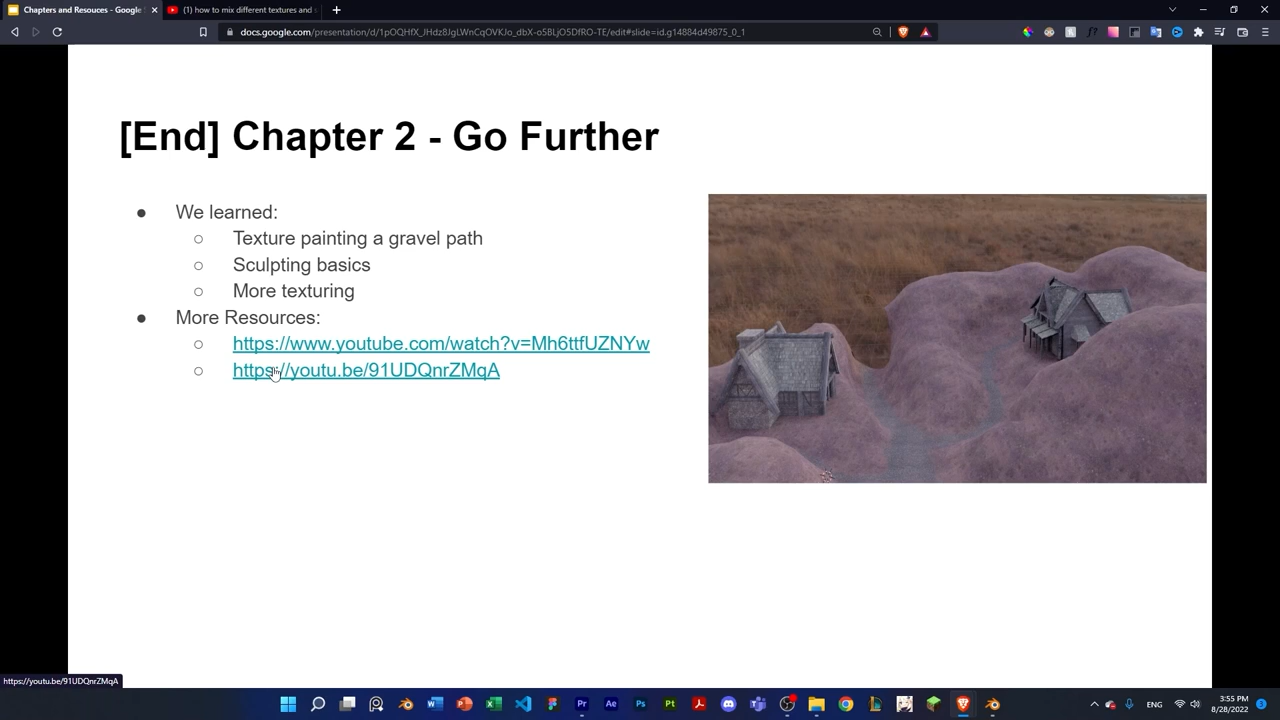 Chapters and Resouces - Google S
(1) how to mix different textures and s
docs.google.com/presentation/d/1pOQHfX_JHdz8JgLWnCqOVKJo_dbX-o5BLjO5DfRO-TE/edit#slide=id.g14884d49875_0_1
[End] Chapter 2 - Go Further
We learned:
Texture painting a gravel path
Sculpting basics
More texturing
More Resources:
https://www.youtube.com/watch?v=Mh6ttfUZNYw
https://youtu.be/91UDQnrZMqA
https://youtu.be/91UDQnrZMqA
ENG
3:55 PM
8/28/2022